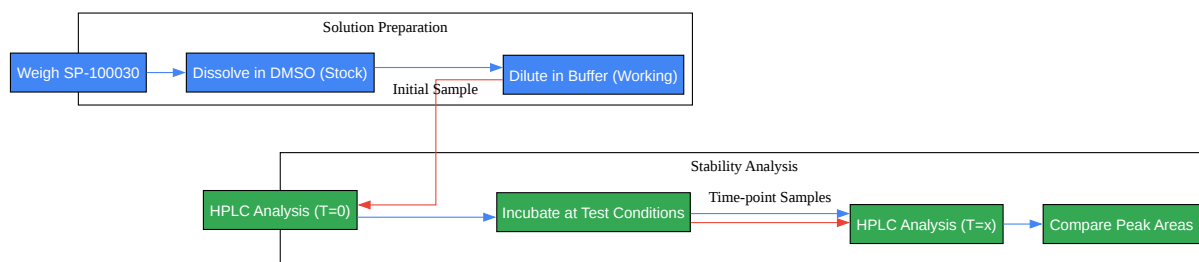 Solution Preparation
Weigh SP-100030
Dissolve in DMSO (Stock)
Dilute in Buffer (Working)
Initial Sample
Stability Analysis
HPLC Analysis (T=0)
Incubate at Test Conditions
Time-point Samples
HPLC Analysis (T=x)
Compare Peak Areas